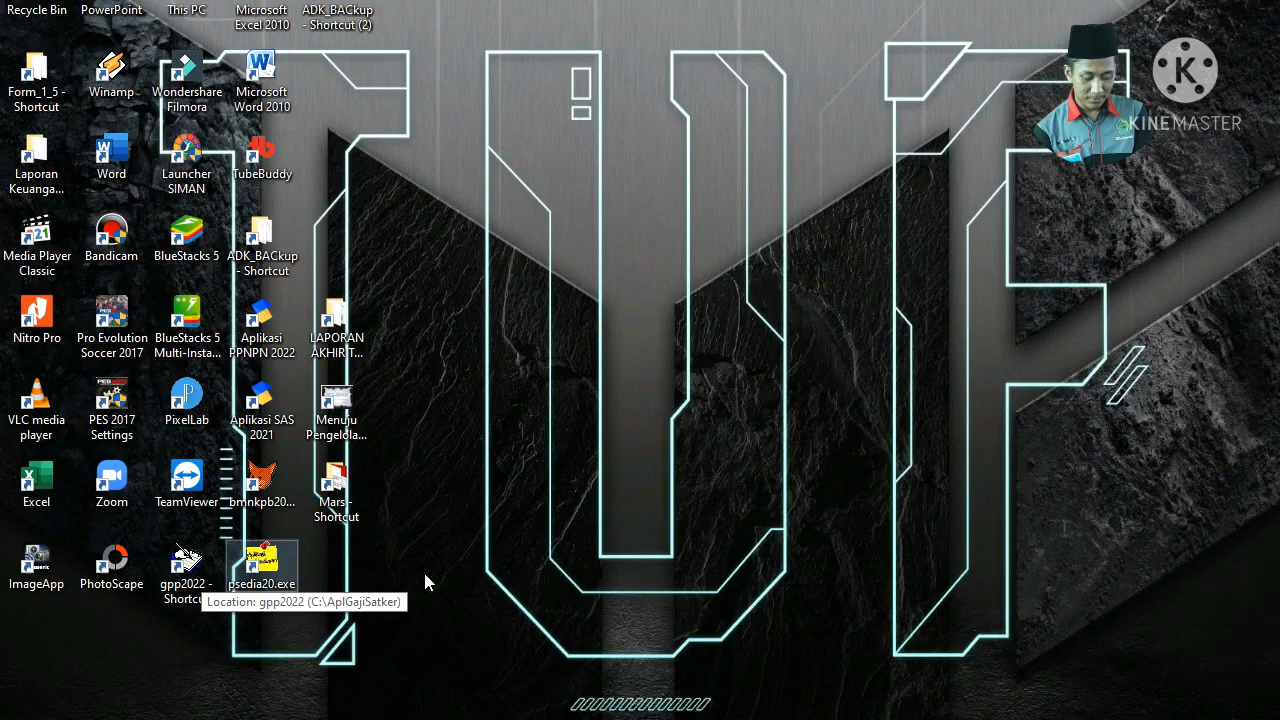 Recycle Bin
PowerPoint
This PC
Microsoft
Excel 2010
ADK_BACkup
- Shortcut (2)
Form_1_5 -
Shortcut
Winamp
Wondershare
Filmora
Microsoft
Word 2010
Laporan
Keuanga...
Word
Launcher
SIMAN
TubeBuddy
Media Player
Classic
Bandicam
BlueStacks 5
ADK_BACkup
- Shortcut
Nitro Pro
Pro Evolution
Soccer 2017
BlueStacks 5
Multi-Insta...
Aplikasi
PPNPN 2022
LAPORAN
AKHIR T...
VLC media
player
PES 2017
Settings
PixelLab
Aplikasi SAS
2021
Menuju
Pengelola...
Excel
Zoom
TeamViewer
bmnkpb20...
Mars -
Shortcut
ImageApp
PhotoScape
gpp2022 -
psedia20.exe
Location: gpp2022 (C:\AplGajiSatker)
TUF
K
KINEMASTER